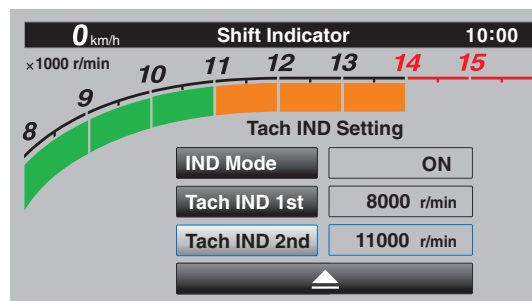 0 km/h Shift Indicator 10:00
×1000 r/min
8 9 10 11 12 13 14 15
Tach IND Setting
IND Mode ON
Tach IND 1st 8000 r/min
Tach IND 2nd 11000 r/min